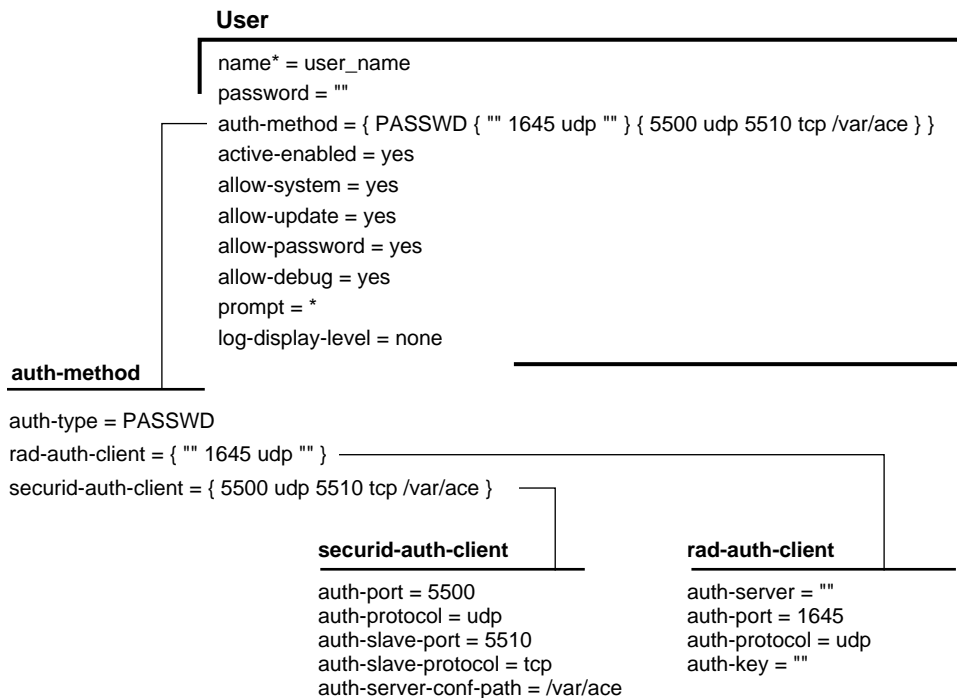 User
name* = user_name
password = ""
auth-method = { PASSWD { "" 1645 udp "" } { 5500 udp 5510 tcp /var/ace } }
active-enabled = yes
allow-system = yes
allow-update = yes
allow-password = yes
allow-debug = yes
prompt = *
log-display-level = none
auth-method
auth-type = PASSWD
rad-auth-client = { "" 1645 udp "" }
securid-auth-client = { 5500 udp 5510 tcp /var/ace }
securid-auth-client
auth-port = 5500
auth-protocol = udp
auth-slave-port = 5510
auth-slave-protocol = tcp
auth-server-conf-path = /var/ace
rad-auth-client
auth-server = ""
auth-port = 1645
auth-protocol = udp
auth-key = ""